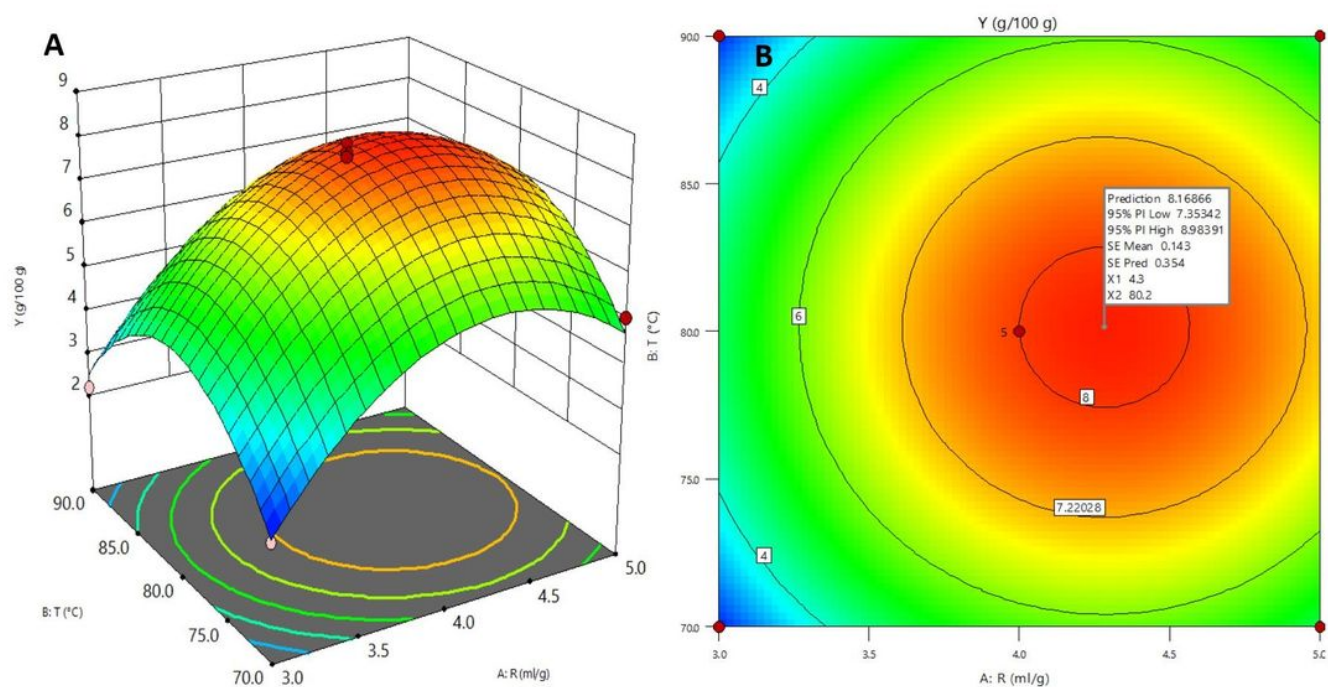 A
9
8
7
6
5
4
3
2
Y (g/100 g)
90.0
85.0
80.0
75.0
70.0
B: T (°C)
3.0
3.5
4.0
4.5
5.0
A: R (ml/g)
Y (g/100 g)
B
90.0
85.0
80.0
75.0
70.0
B: T (°C)
4
6
Prediction 8.16866
95% PI Low 7.35342
95% PI High 8.98391
SE Mean 0.143
SE Pred 0.354
X1 4.3
X2 80.2
5
8
7.22028
4
3.0
3.5
4.0
4.5
5.0
A: R (ml/g)